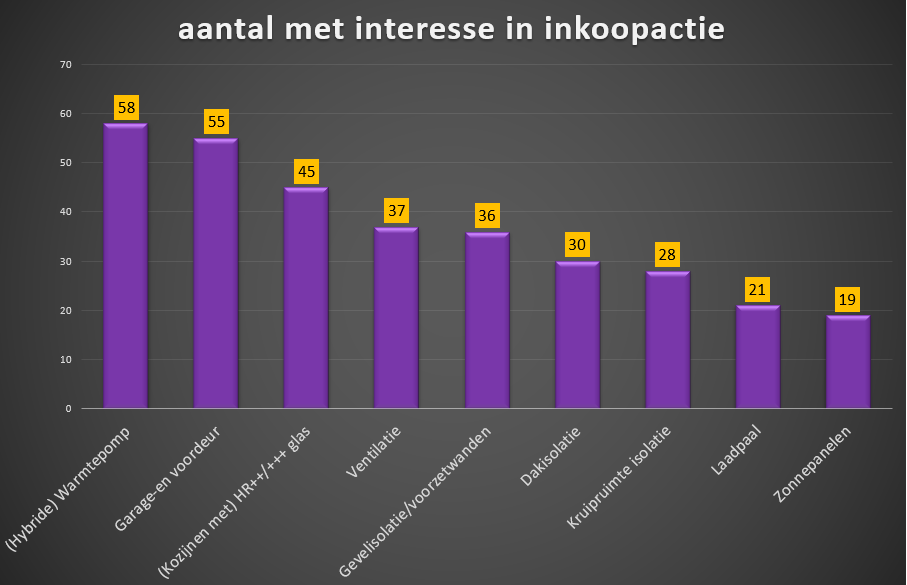 aantal met interesse in inkoopactie
70
60
50
40
30
20
10
0
58
55
45
37
36
30
28
21
19
(Hybride) Warmtepomp
Garage-en voordeur
(Kozijnen met) HR++/+++ glas
Ventilatie
Gevelisolatie/voorzetwanden
Dakisolatie
Kruipruimte isolatie
Laadpaal
Zonnepanelen